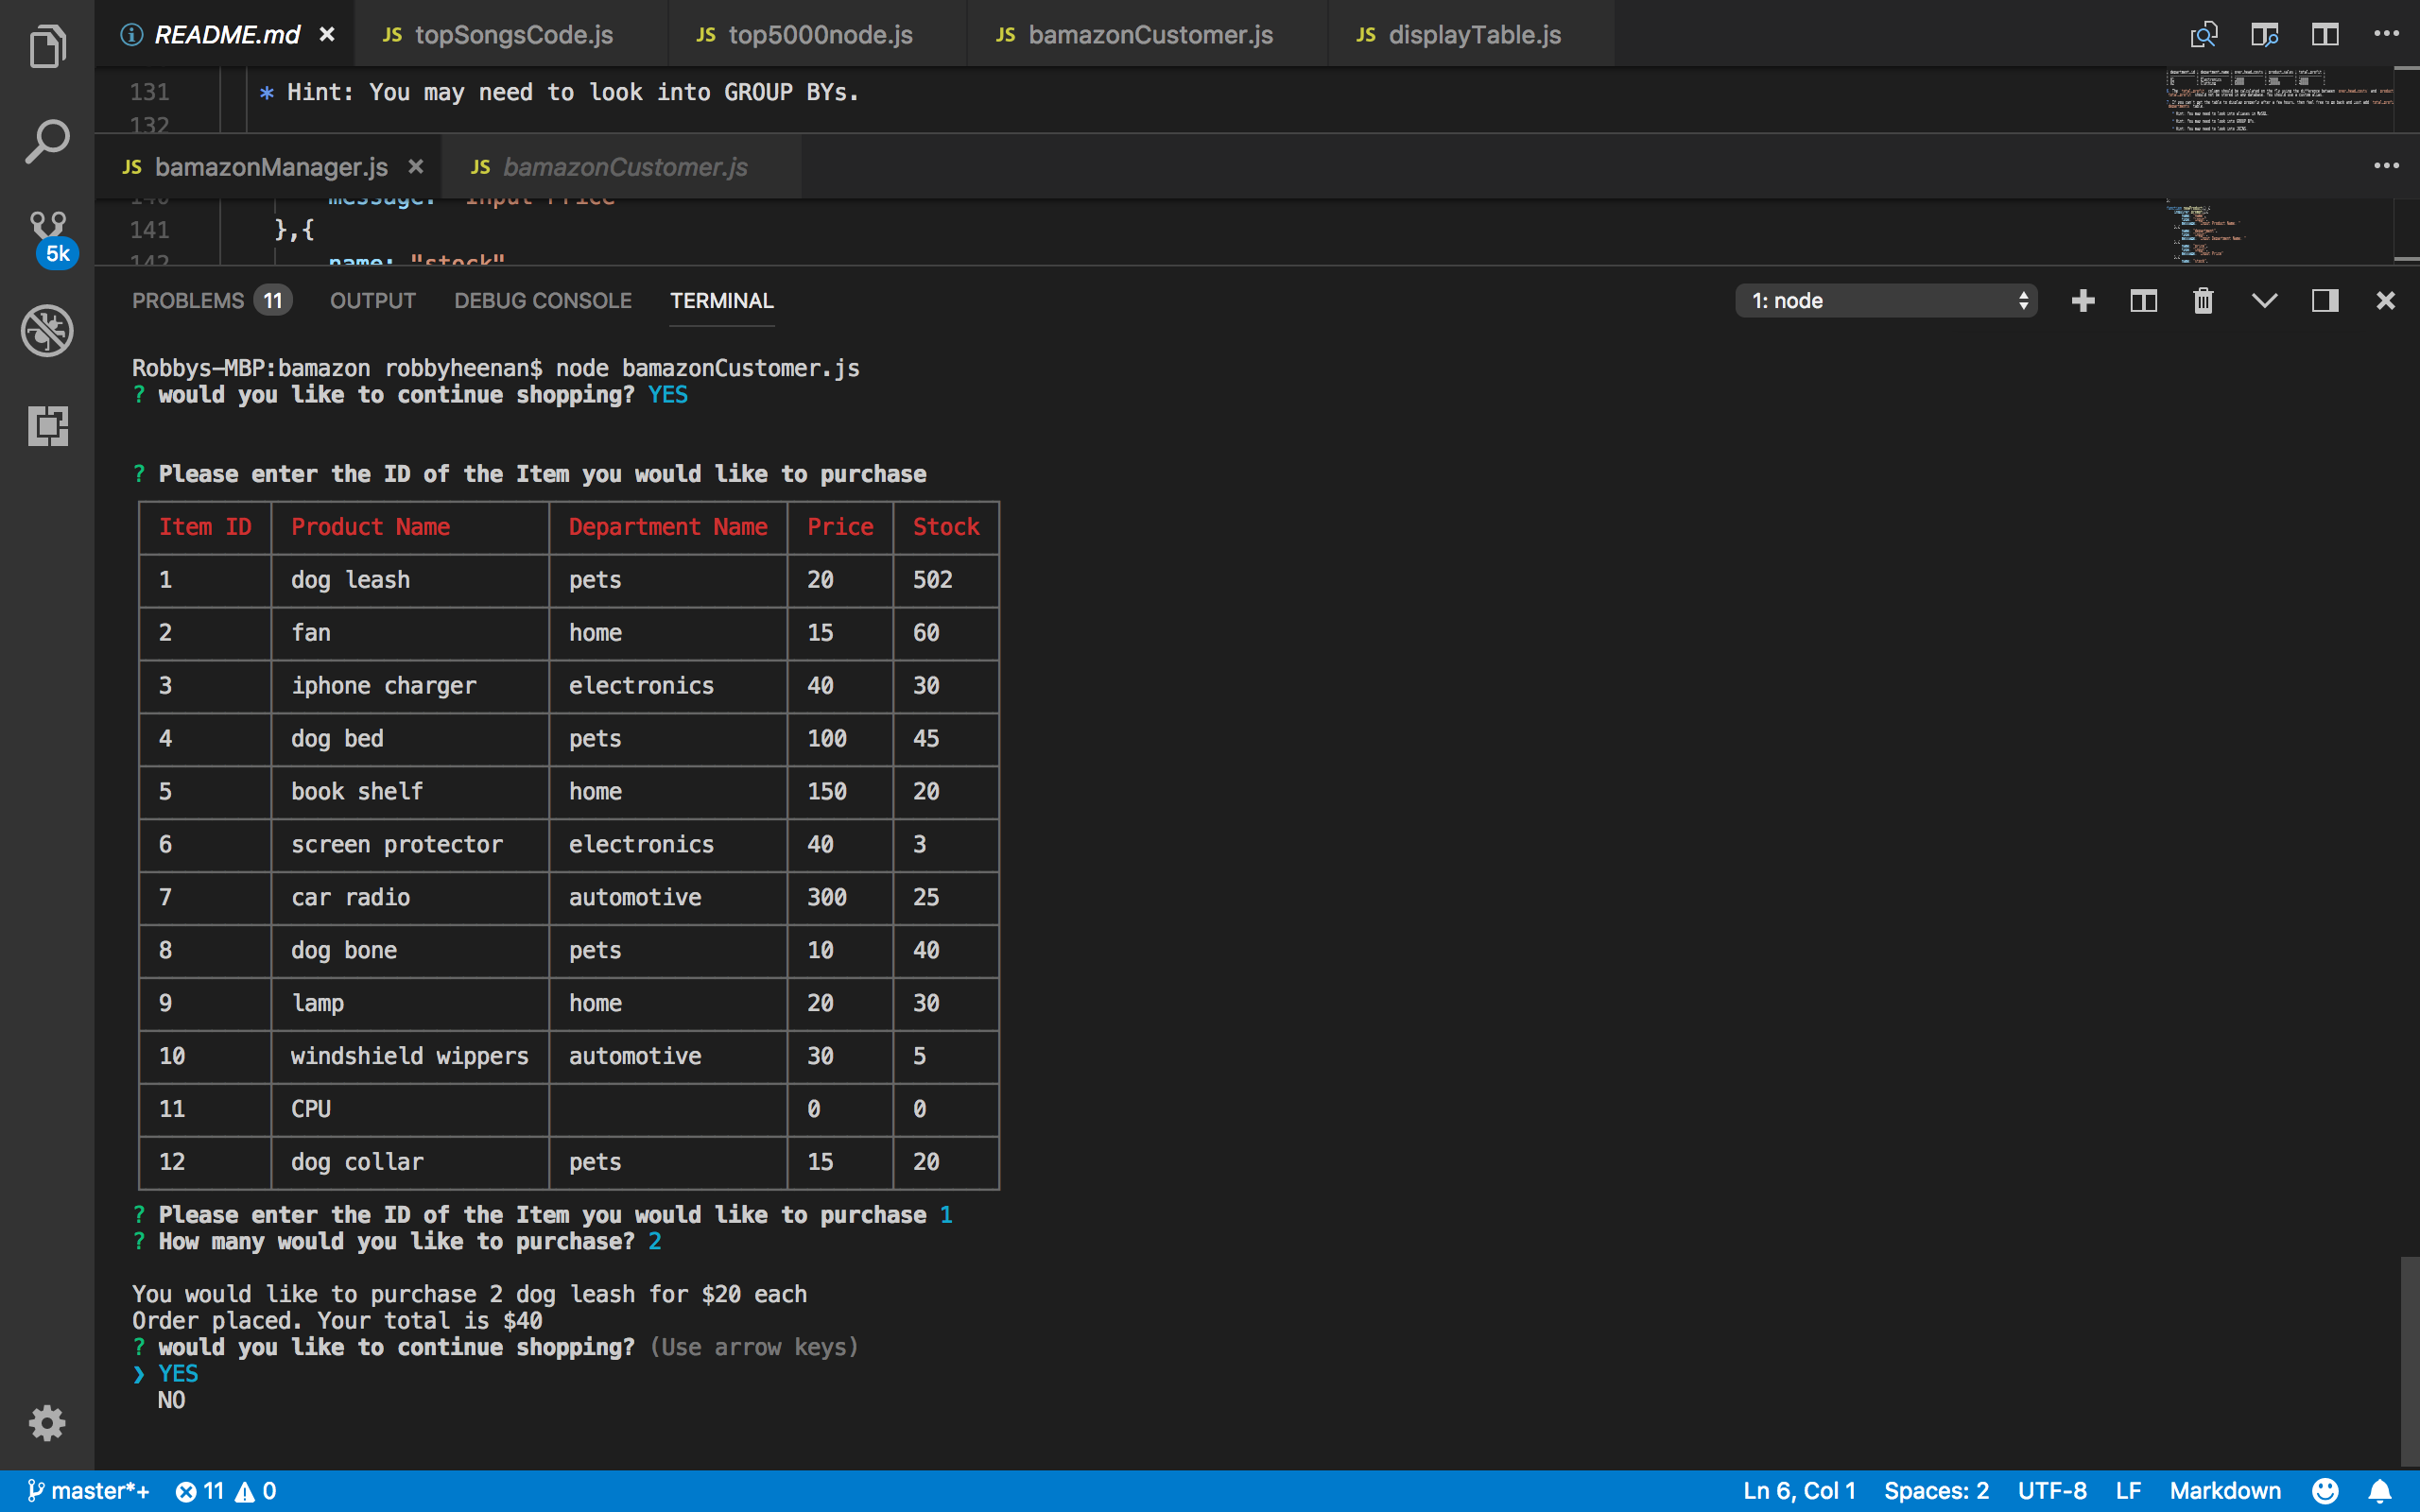 README.md × JS topSongsCode.js JS top5000node.js JS bamazonCustomer.js JS displayTable.js
131 * Hint: You may need to look into GROUP BYs.
132
JS bamazonManager.js × JS bamazonCustomer.js
140 message: "Input Price"
141 },{
142 name: "stock"
5k
PROBLEMS 11 OUTPUT DEBUG CONSOLE TERMINAL 1: node
Robbys-MBP:bamazon robbyheenan$ node bamazonCustomer.js
? would you like to continue shopping? YES
? Please enter the ID of the Item you would like to purchase
Item ID Product Name Department Name Price Stock
1 dog leash pets 20 502
2 fan home 15 60
3 iphone charger electronics 40 30
4 dog bed pets 100 45
5 book shelf home 150 20
6 screen protector electronics 40 3
7 car radio automotive 300 25
8 dog bone pets 10 40
9 lamp home 20 30
10 windshield wippers automotive 30 5
11 CPU 0 0
12 dog collar pets 15 20
? Please enter the ID of the Item you would like to purchase 1
? How many would you like to purchase? 2
You would like to purchase 2 dog leash for $20 each
Order placed. Your total is $40
? would you like to continue shopping? (Use arrow keys)
❯ YES
NO
master*+ 11 0 Ln 6, Col 1 Spaces: 2 UTF-8 LF Markdown